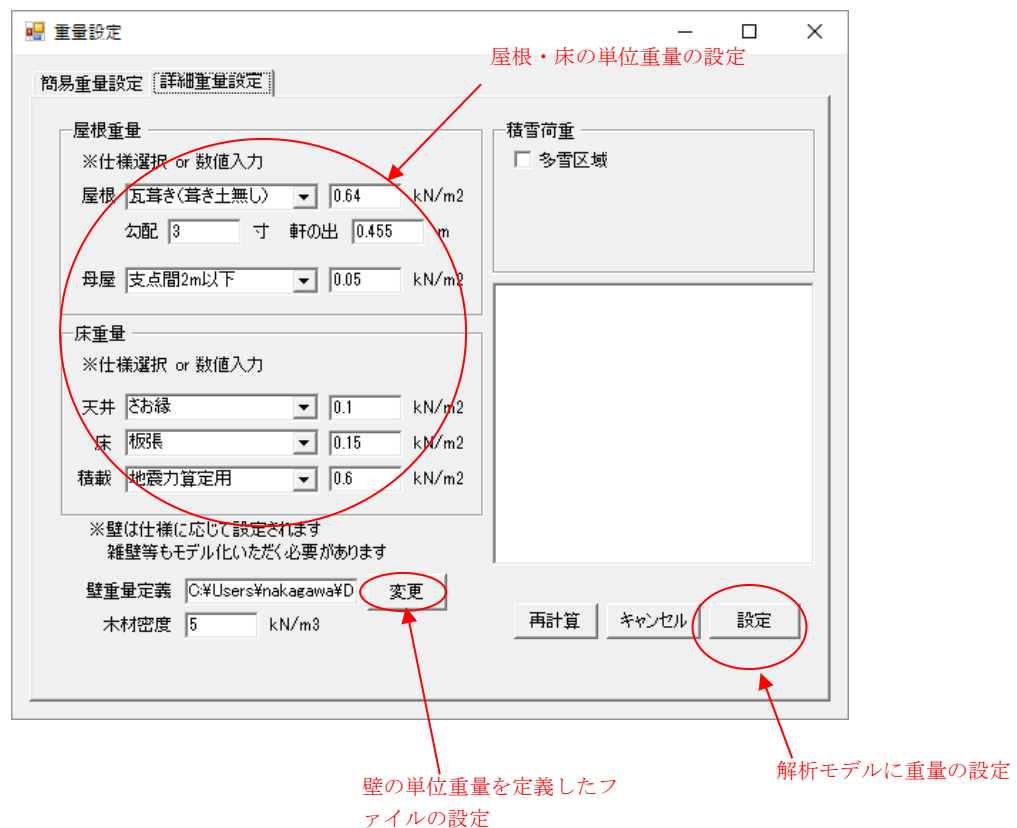 重量設定
屋根・床の単位重量の設定
簡易重量設定 詳細重量設定
屋根重量
※仕様選択 or 数値入力
屋根 瓦葺き(葺き土無し) 0.64 kN/m2
勾配 3 寸 軒の出 0.455 m
母屋 支点間2m以下 0.05 kN/m2
床重量
※仕様選択 or 数値入力
天井 さお縁 0.1 kN/m2
床 板張 0.15 kN/m2
積載 地震力算定用 0.6 kN/m2
※壁は仕様に応じて設定されます
雑壁等もモデル化いただく必要があります
壁重量定義 C:¥Users¥nakagawa¥D 変更
木材密度 5 kN/m3
積雪荷重
多雪区域
再計算 キャンセル 設定
壁の単位重量を定義したフ
ァイルの設定
解析モデルに重量の設定